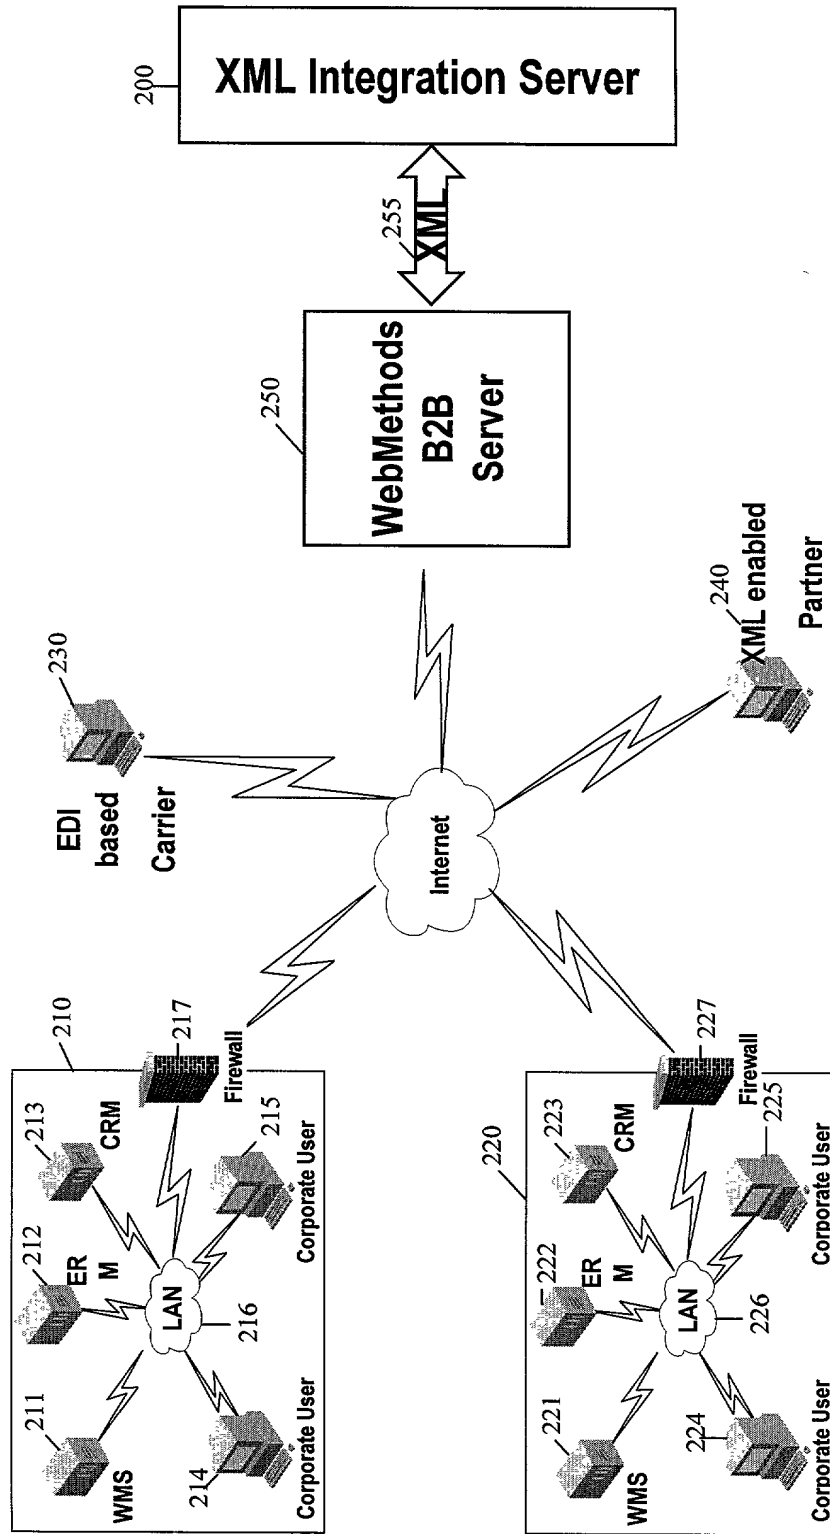 210
211
WMS
212
ER
M
213
CRM
217
Firewall
LAN
216
214
Corporate User
215
Corporate User
EDI
based
Carrier
230
Internet
WebMethods
B2B
Server
250
XML
255
XML Integration Server
200
220
221
WMS
222
ER
M
223
CRM
227
Firewall
LAN
226
224
Corporate User
225
Corporate User
240
XML enabled
Partner